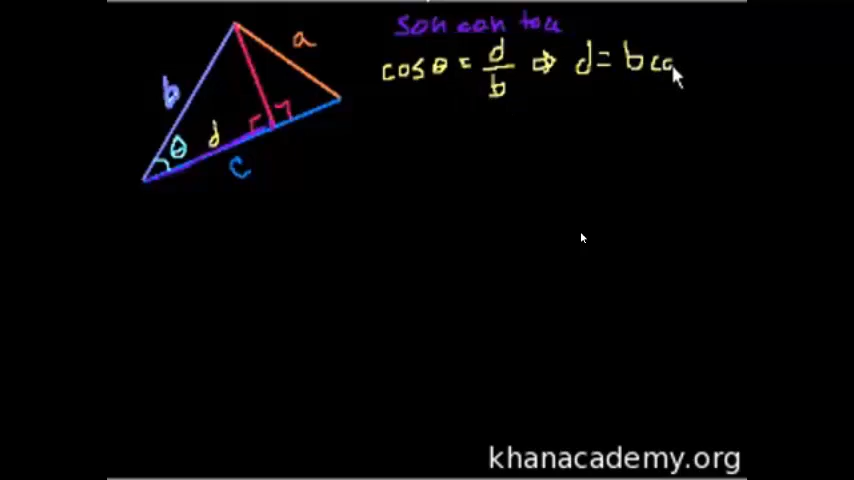 soh cah toa
a
cos θ = d/b ⇒ d = b co
b
θ
d
c
khanacademy.org